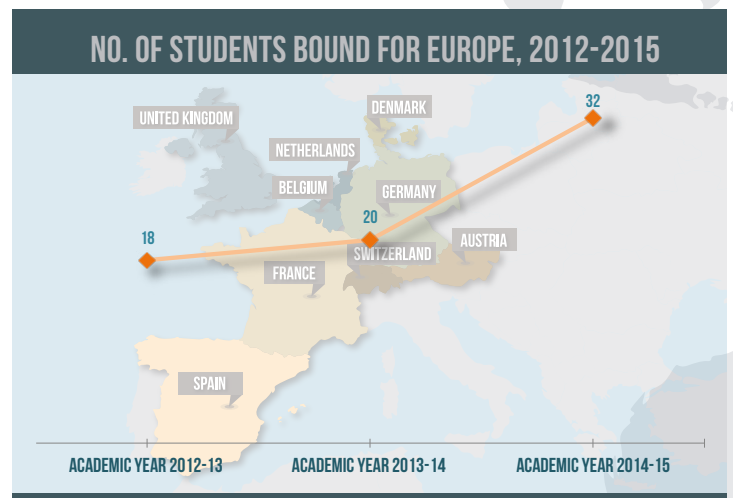 NO. OF STUDENTS BOUND FOR EUROPE, 2012-2015
32
DENMARK
UNITED KINGDOM
NETHERLANDS
BELGIUM
GERMANY
20
18
AUSTRIA
SWITZERLAND
FRANCE
SPAIN
ACADEMIC YEAR 2012-13
ACADEMIC YEAR 2013-14
ACADEMIC YEAR 2014-15